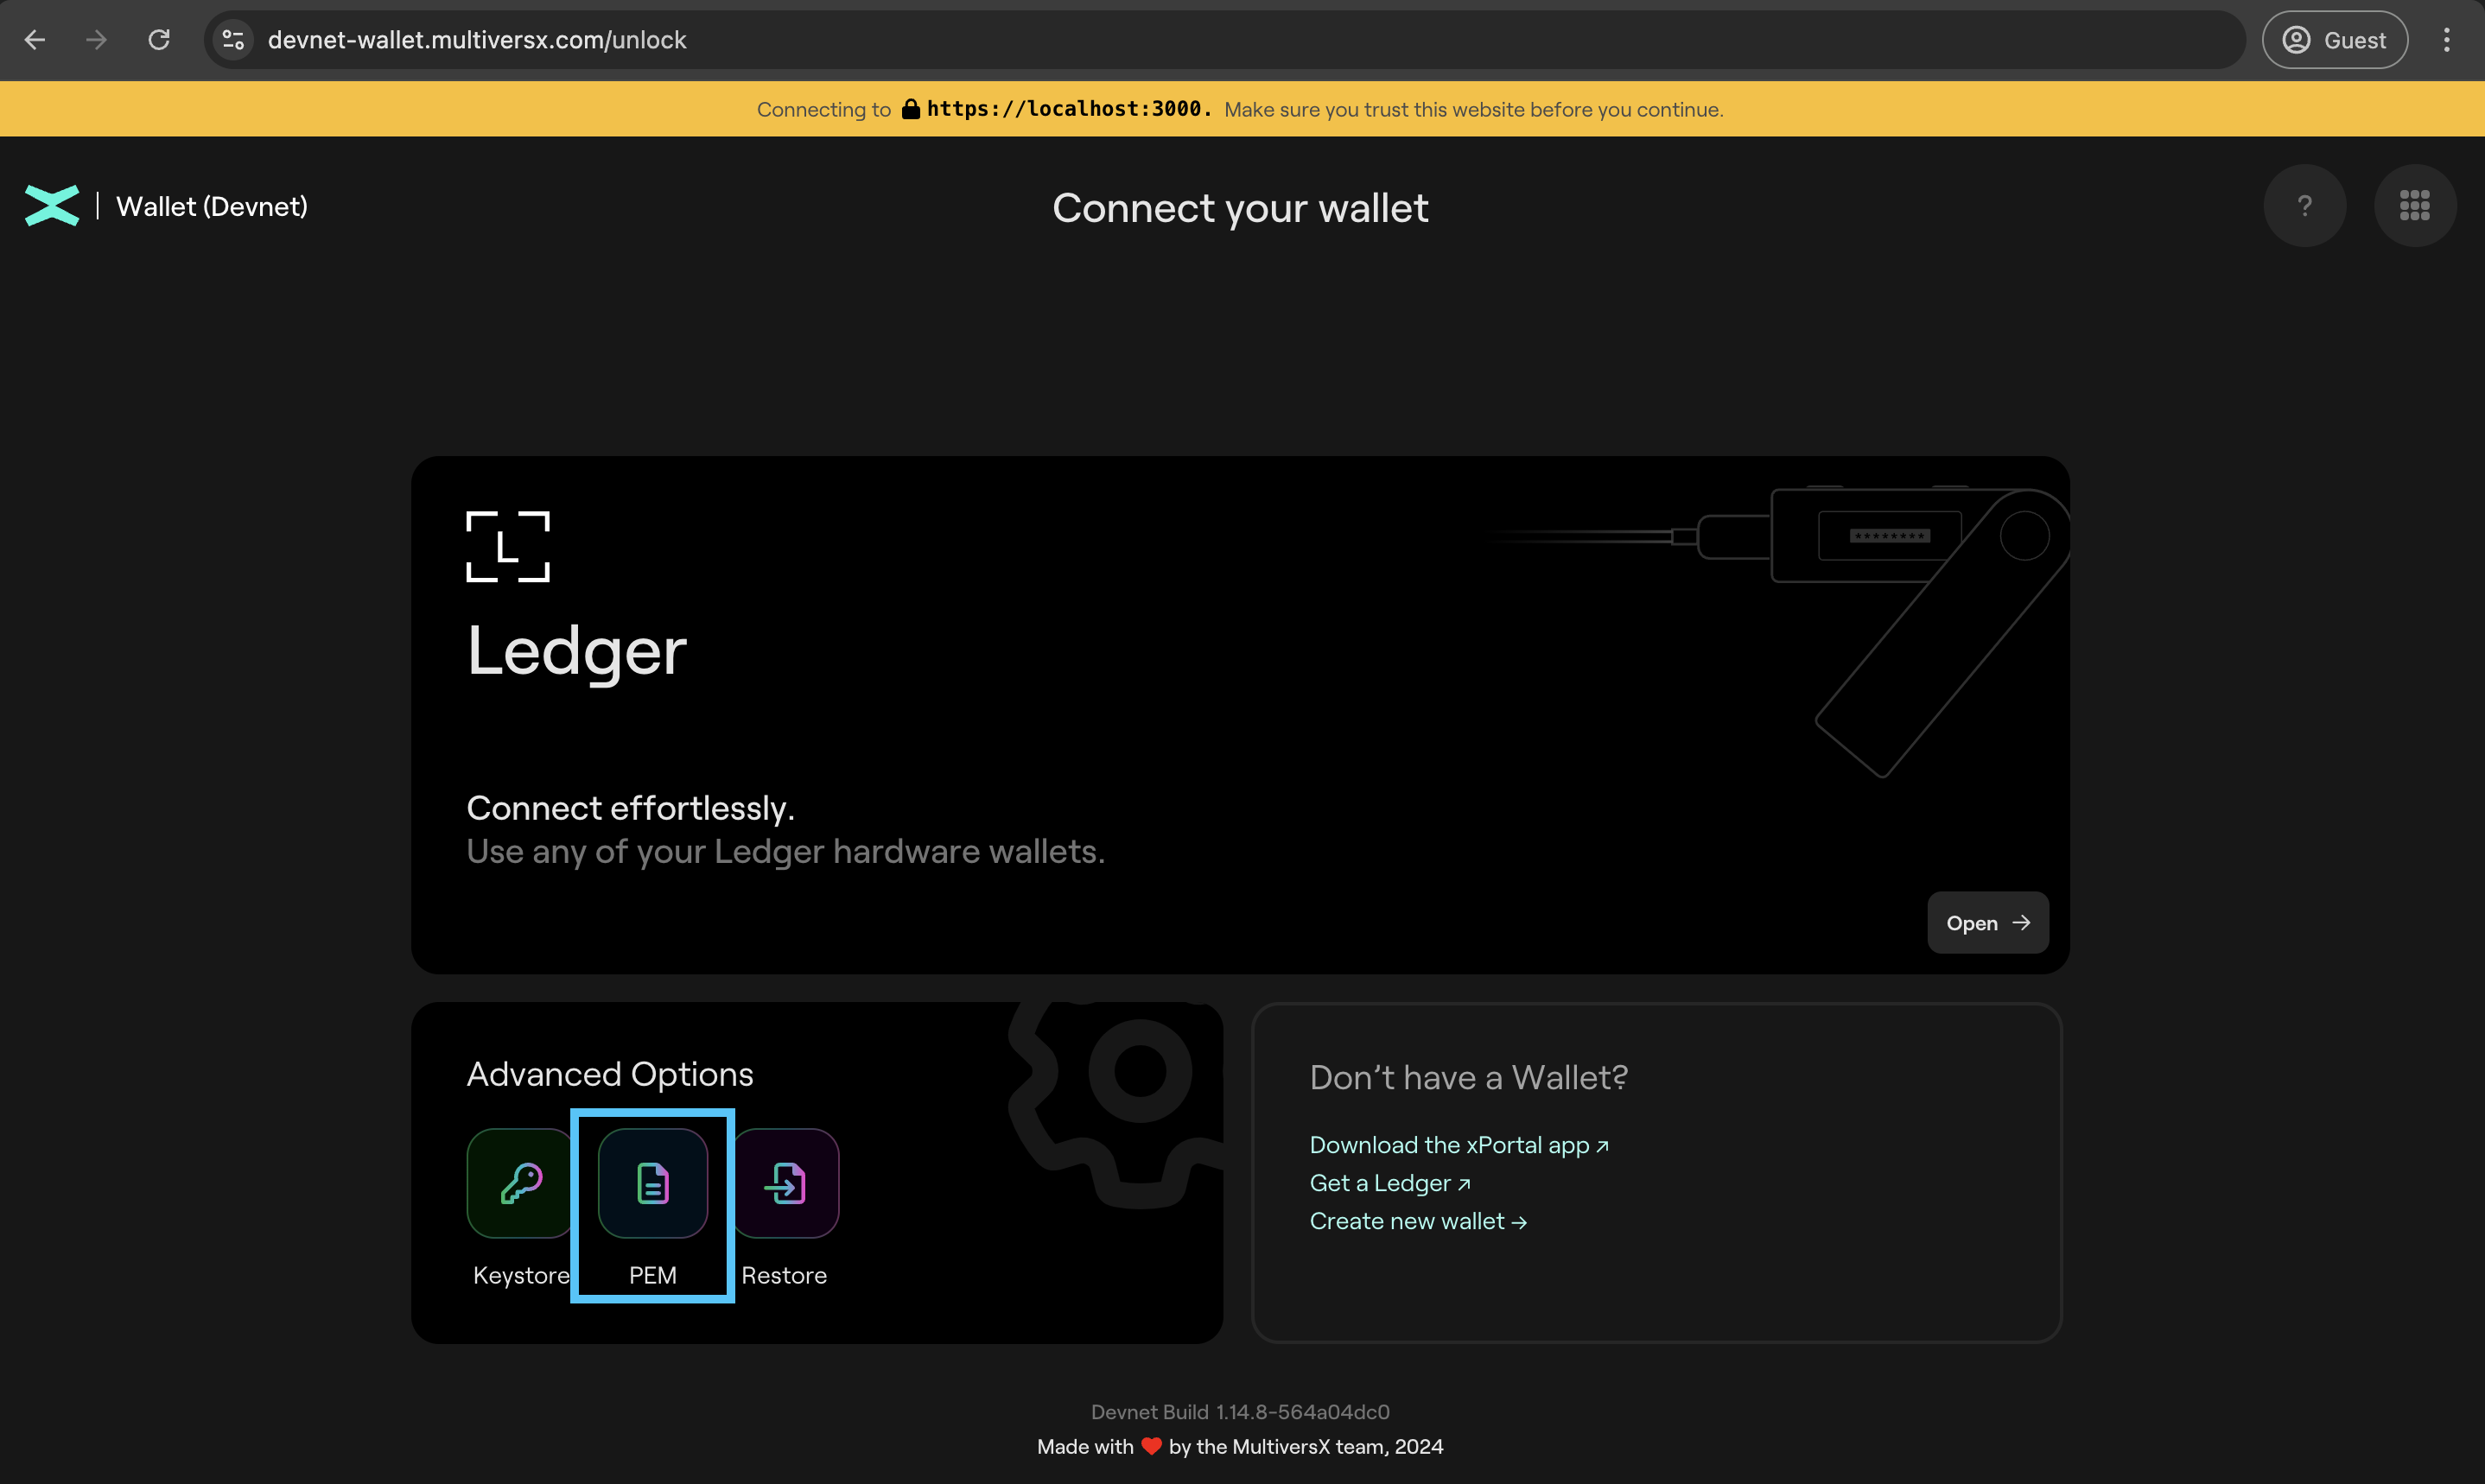 devnet-wallet.multiversx.com/unlock
Guest
Connecting to https://localhost:3000. Make sure you trust this website before you continue.
Wallet (Devnet)
Connect your wallet
?
L
********
Ledger
Connect effortlessly.
Use any of your Ledger hardware wallets.
Open →
Advanced Options
Keystore
PEM
Restore
Don’t have a Wallet?
Download the xPortal app ↗
Get a Ledger ↗
Create new wallet →
Devnet Build 1.14.8-564a04dc0
Made with ❤️ by the MultiversX team, 2024